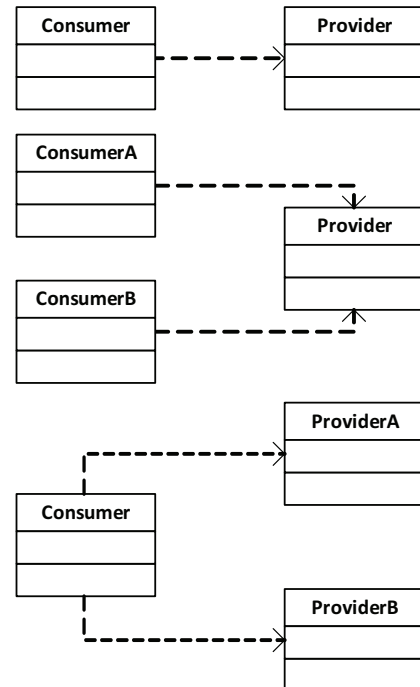 Consumer
Provider
ConsumerA
Provider
ConsumerB
ProviderA
Consumer
ProviderB